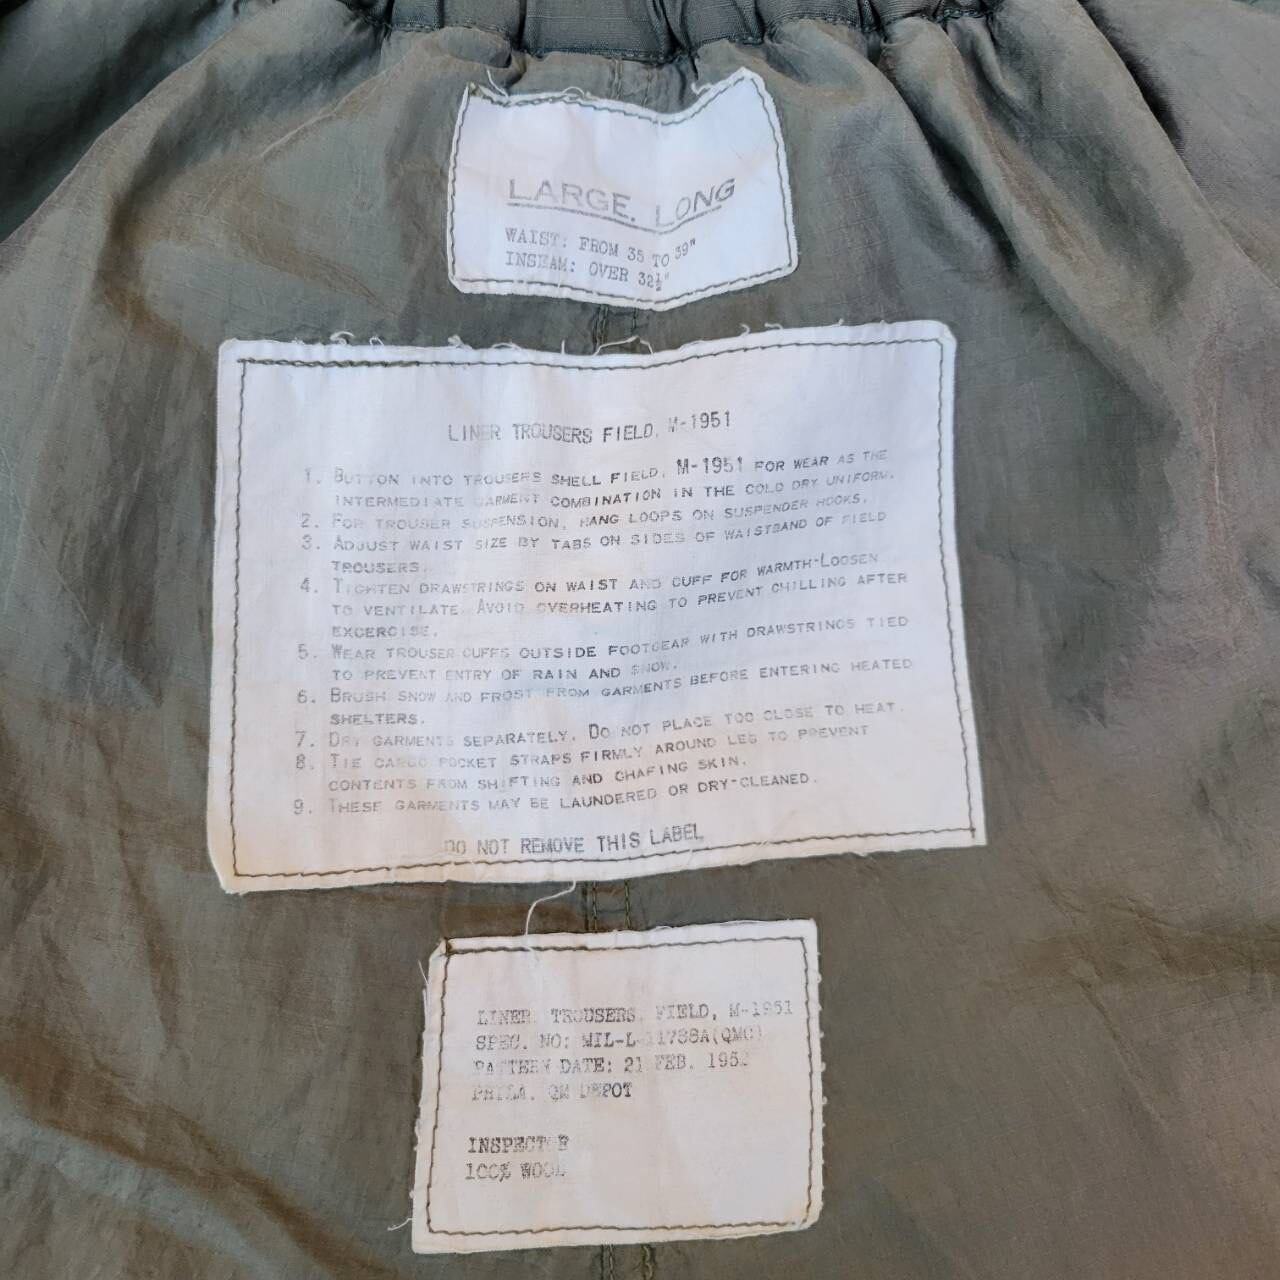 LARGE. LONG
WAIST: FROM 35 TO 39"
INSEAM: OVER 32½"
LINER TROUSERS FIELD, M-1951
1. BUTTON INTO TROUSERS SHELL FIELD, M-1951 FOR WEAR AS THE
INTERMEDIATE GARMENT COMBINATION IN THE COLD DRY UNIFORM.
2. FOR TROUSER SUSPENSION, HANG LOOPS ON SUSPENDER HOOKS.
3. ADJUST WAIST SIZE BY TABS ON SIDES OF WAISTBAND OF FIELD
TROUSERS.
4. TIGHTEN DRAWSTRINGS ON WAIST AND CUFF FOR WARMTH-LOOSEN
TO VENTILATE. AVOID OVERHEATING TO PREVENT CHILLING AFTER
EXCERCISE.
5. WEAR TROUSER CUFFS OUTSIDE FOOTGEAR WITH DRAWSTRINGS TIED
TO PREVENT ENTRY OF RAIN AND SNOW.
6. BRUSH SNOW AND FROST FROM GARMENTS BEFORE ENTERING HEATED
SHELTERS.
7. DRY GARMENTS SEPARATELY. DO NOT PLACE TOO CLOSE TO HEAT.
8. TIE CARGO POCKET STRAPS FIRMLY AROUND LEG TO PREVENT
CONTENTS FROM SHIFTING AND CHAFING SKIN.
9. THESE GARMENTS MAY BE LAUNDERED OR DRY-CLEANED.
DO NOT REMOVE THIS LABEL
LINER, TROUSERS, FIELD, M-1951
SPEC. NO: MIL-L-11788A(QMC)
PATTERN DATE: 21 FEB. 1952
PHILA. QM DEPOT
INSPECTOR
100% WOOL